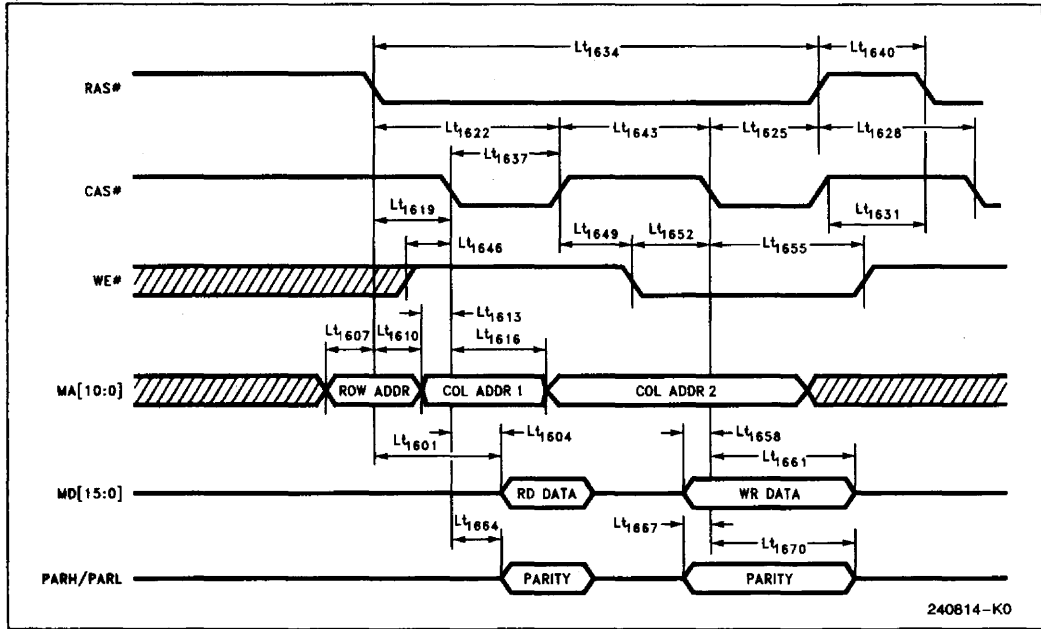 Lt1634
Lt1640
RAS#
Lt1622
Lt1643
Lt1625
Lt1628
Lt1637
CAS#
Lt1619
Lt1631
Lt1646
Lt1649
Lt1652
Lt1655
WE#
Lt1613
Lt1607
Lt1610
Lt1616
MA[10:0]
ROW ADDR
COL ADDR 1
COL ADDR 2
Lt1601
Lt1604
Lt1658
Lt1661
MD[15:0]
RD DATA
WR DATA
Lt1664
Lt1667
Lt1670
PARH/PARL
PARITY
PARITY
240814-K0